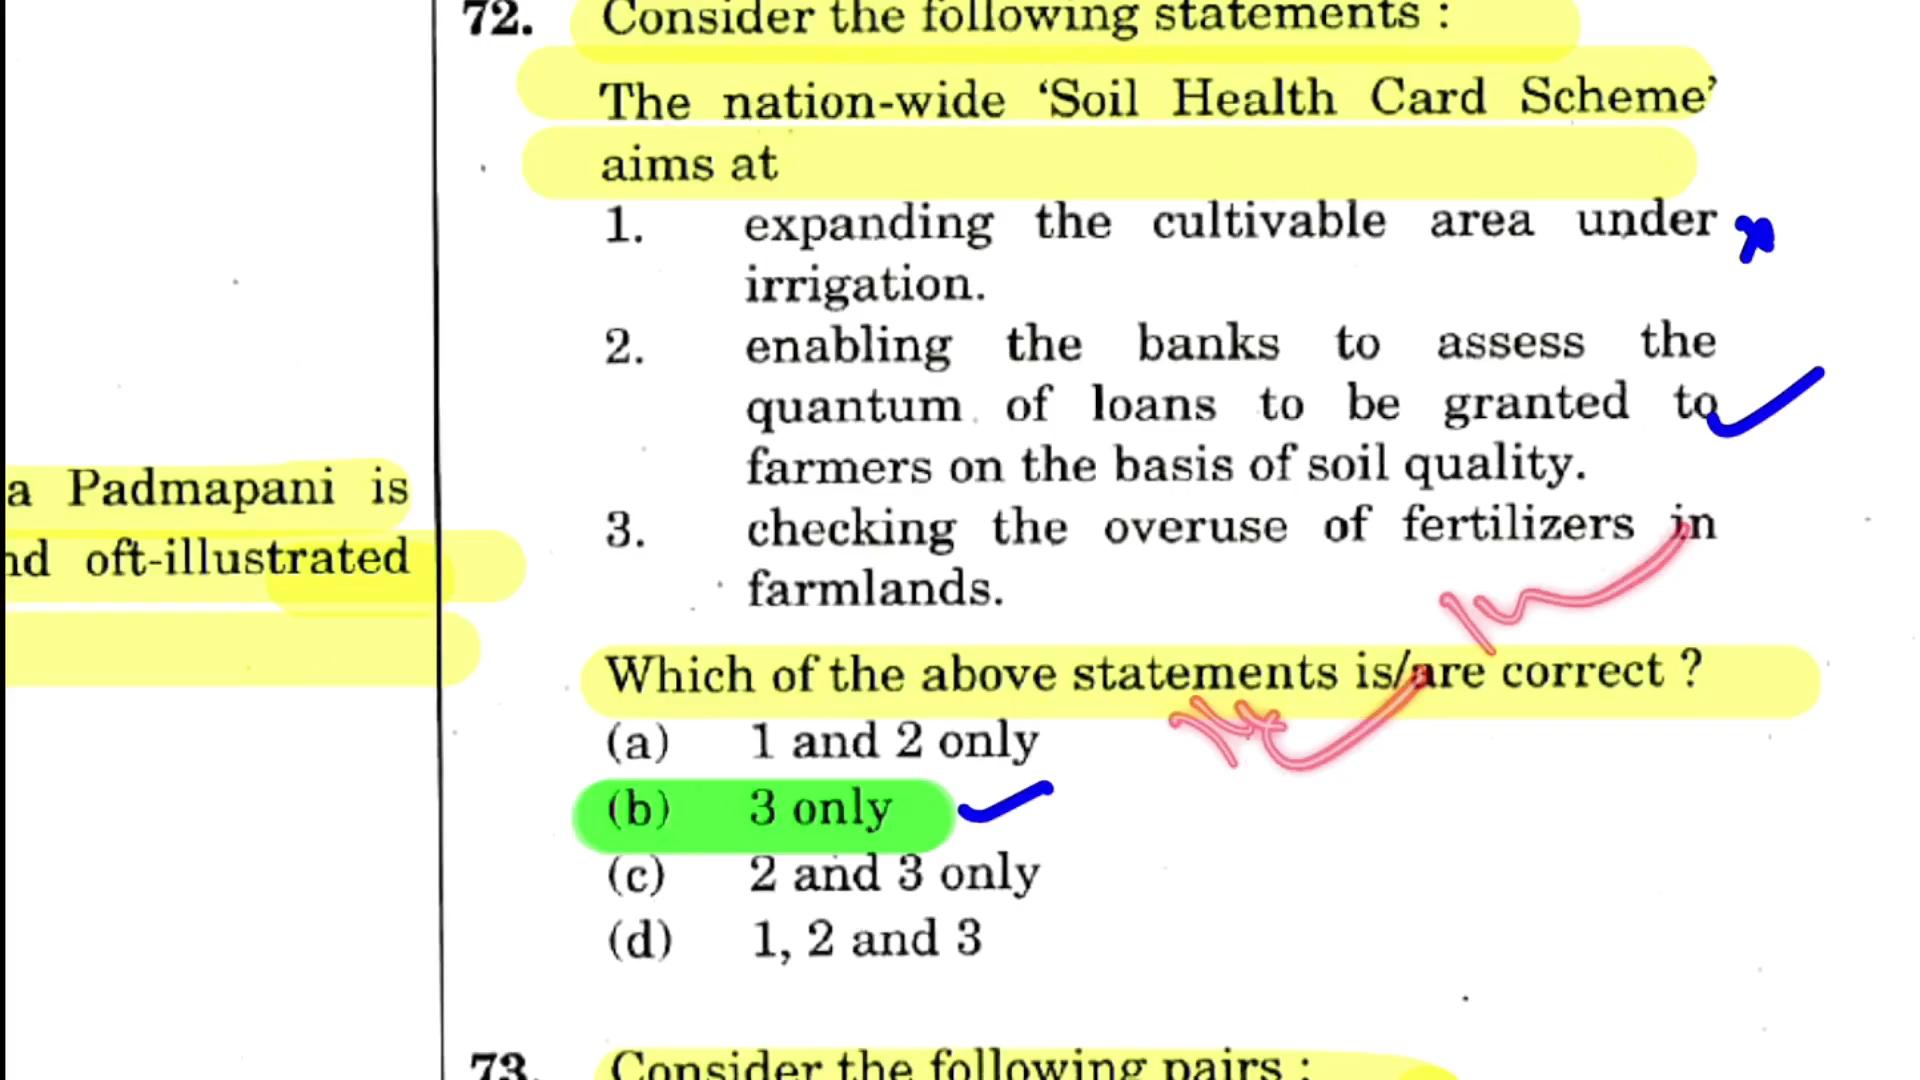 a Padmapani is
nd oft-illustrated
72. Consider the following statements :
The nation-wide ‘Soil Health Card Scheme’
aims at
1. expanding the cultivable area under
irrigation.
2. enabling the banks to assess the
quantum of loans to be granted to
farmers on the basis of soil quality.
3. checking the overuse of fertilizers in
farmlands.
Which of the above statements is/are correct ?
(a) 1 and 2 only
(b) 3 only
(c) 2 and 3 only
(d) 1, 2 and 3
73. Consider the following pairs :